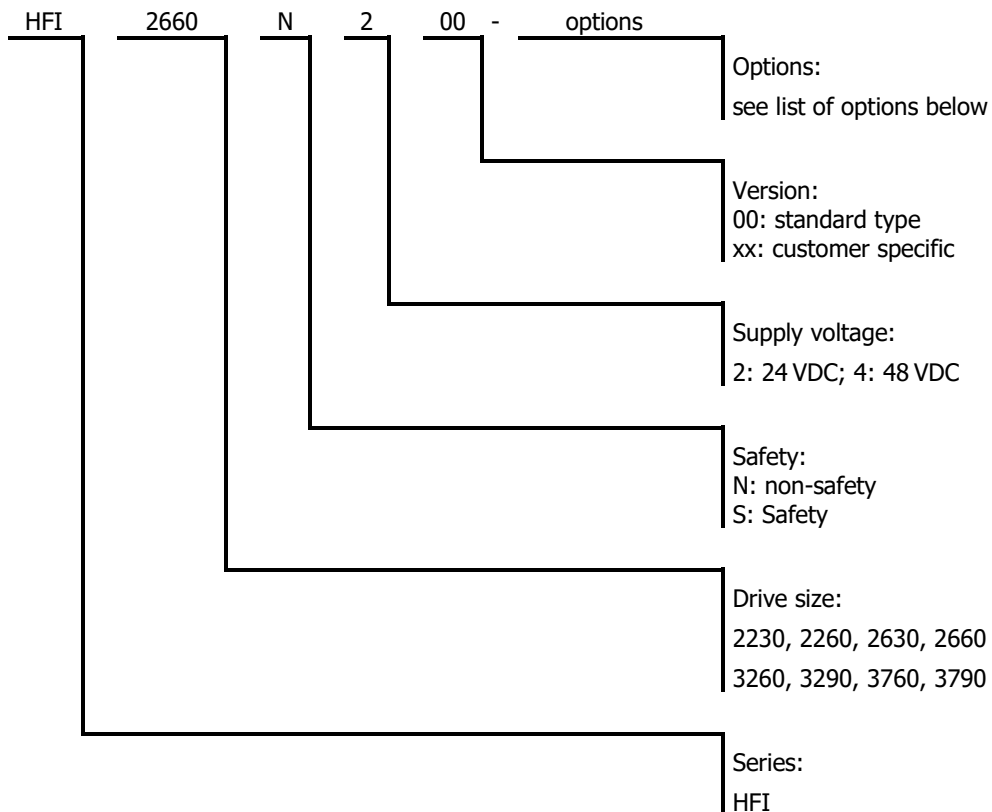 HFI 2660 N 2 00 - options
Options:
see list of options below
Version:
00: standard type
xx: customer specific
Supply voltage:
2: 24 VDC; 4: 48 VDC
Safety:
N: non-safety
S: Safety
Drive size:
2230, 2260, 2630, 2660
3260, 3290, 3760, 3790
Series:
HFI